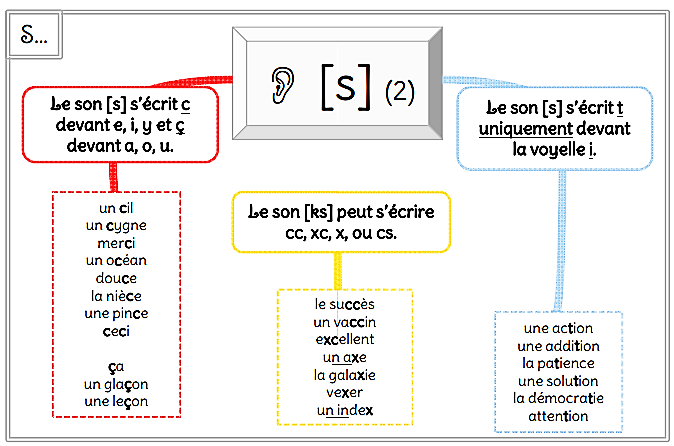 S...
[s] (2)
Le son [s] s'écrit c
devant e, i, y et ç
devant a, o, u.
un cil
un cygne
merci
un océan
douce
la nièce
une pince
ceci
ça
un glaçon
une leçon
Le son [ks] peut s'écrire
cc, xc, x, ou cs.
le succès
un vaccin
excellent
un axe
la galaxie
vexer
un index
Le son [s] s'écrit t
uniquement devant
la voyelle i.
une action
une addition
la patience
une solution
la démocratie
attention